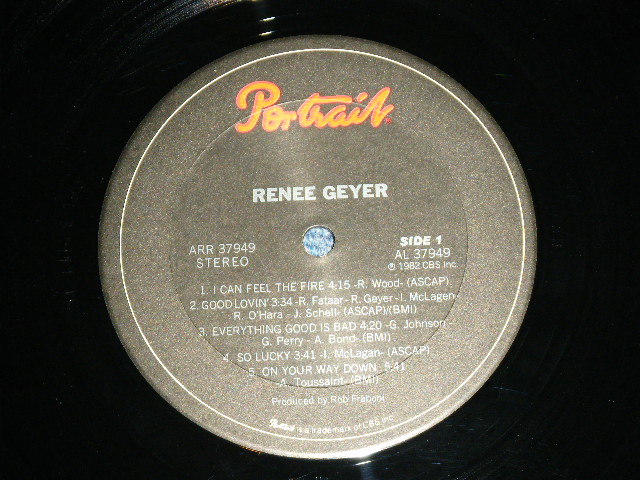 Portrait
RENEE GEYER
ARR 37949
STEREO
SIDE 1
AL 37949
℗ 1982 CBS Inc.
1. I CAN FEEL THE FIRE 4:15 -R. Wood- (ASCAP)
2. GOOD LOVIN' 3:34 -R. Fataar- R. Geyer- I. McLagen-
R. O'Hara - J. Schell- (ASCAP)/(BMI)
3. EVERYTHING GOOD IS BAD 4:20 -G. Johnson-
G. Perry - A. Bond- (BMI)
4. SO LUCKY 3:41 -I. McLagan- (ASCAP)
5. ON YOUR WAY DOWN 5:41
A. Toussaint- (BMI)
Produced by Rob Fraboni
Portrait is a trademark of CBS Inc.